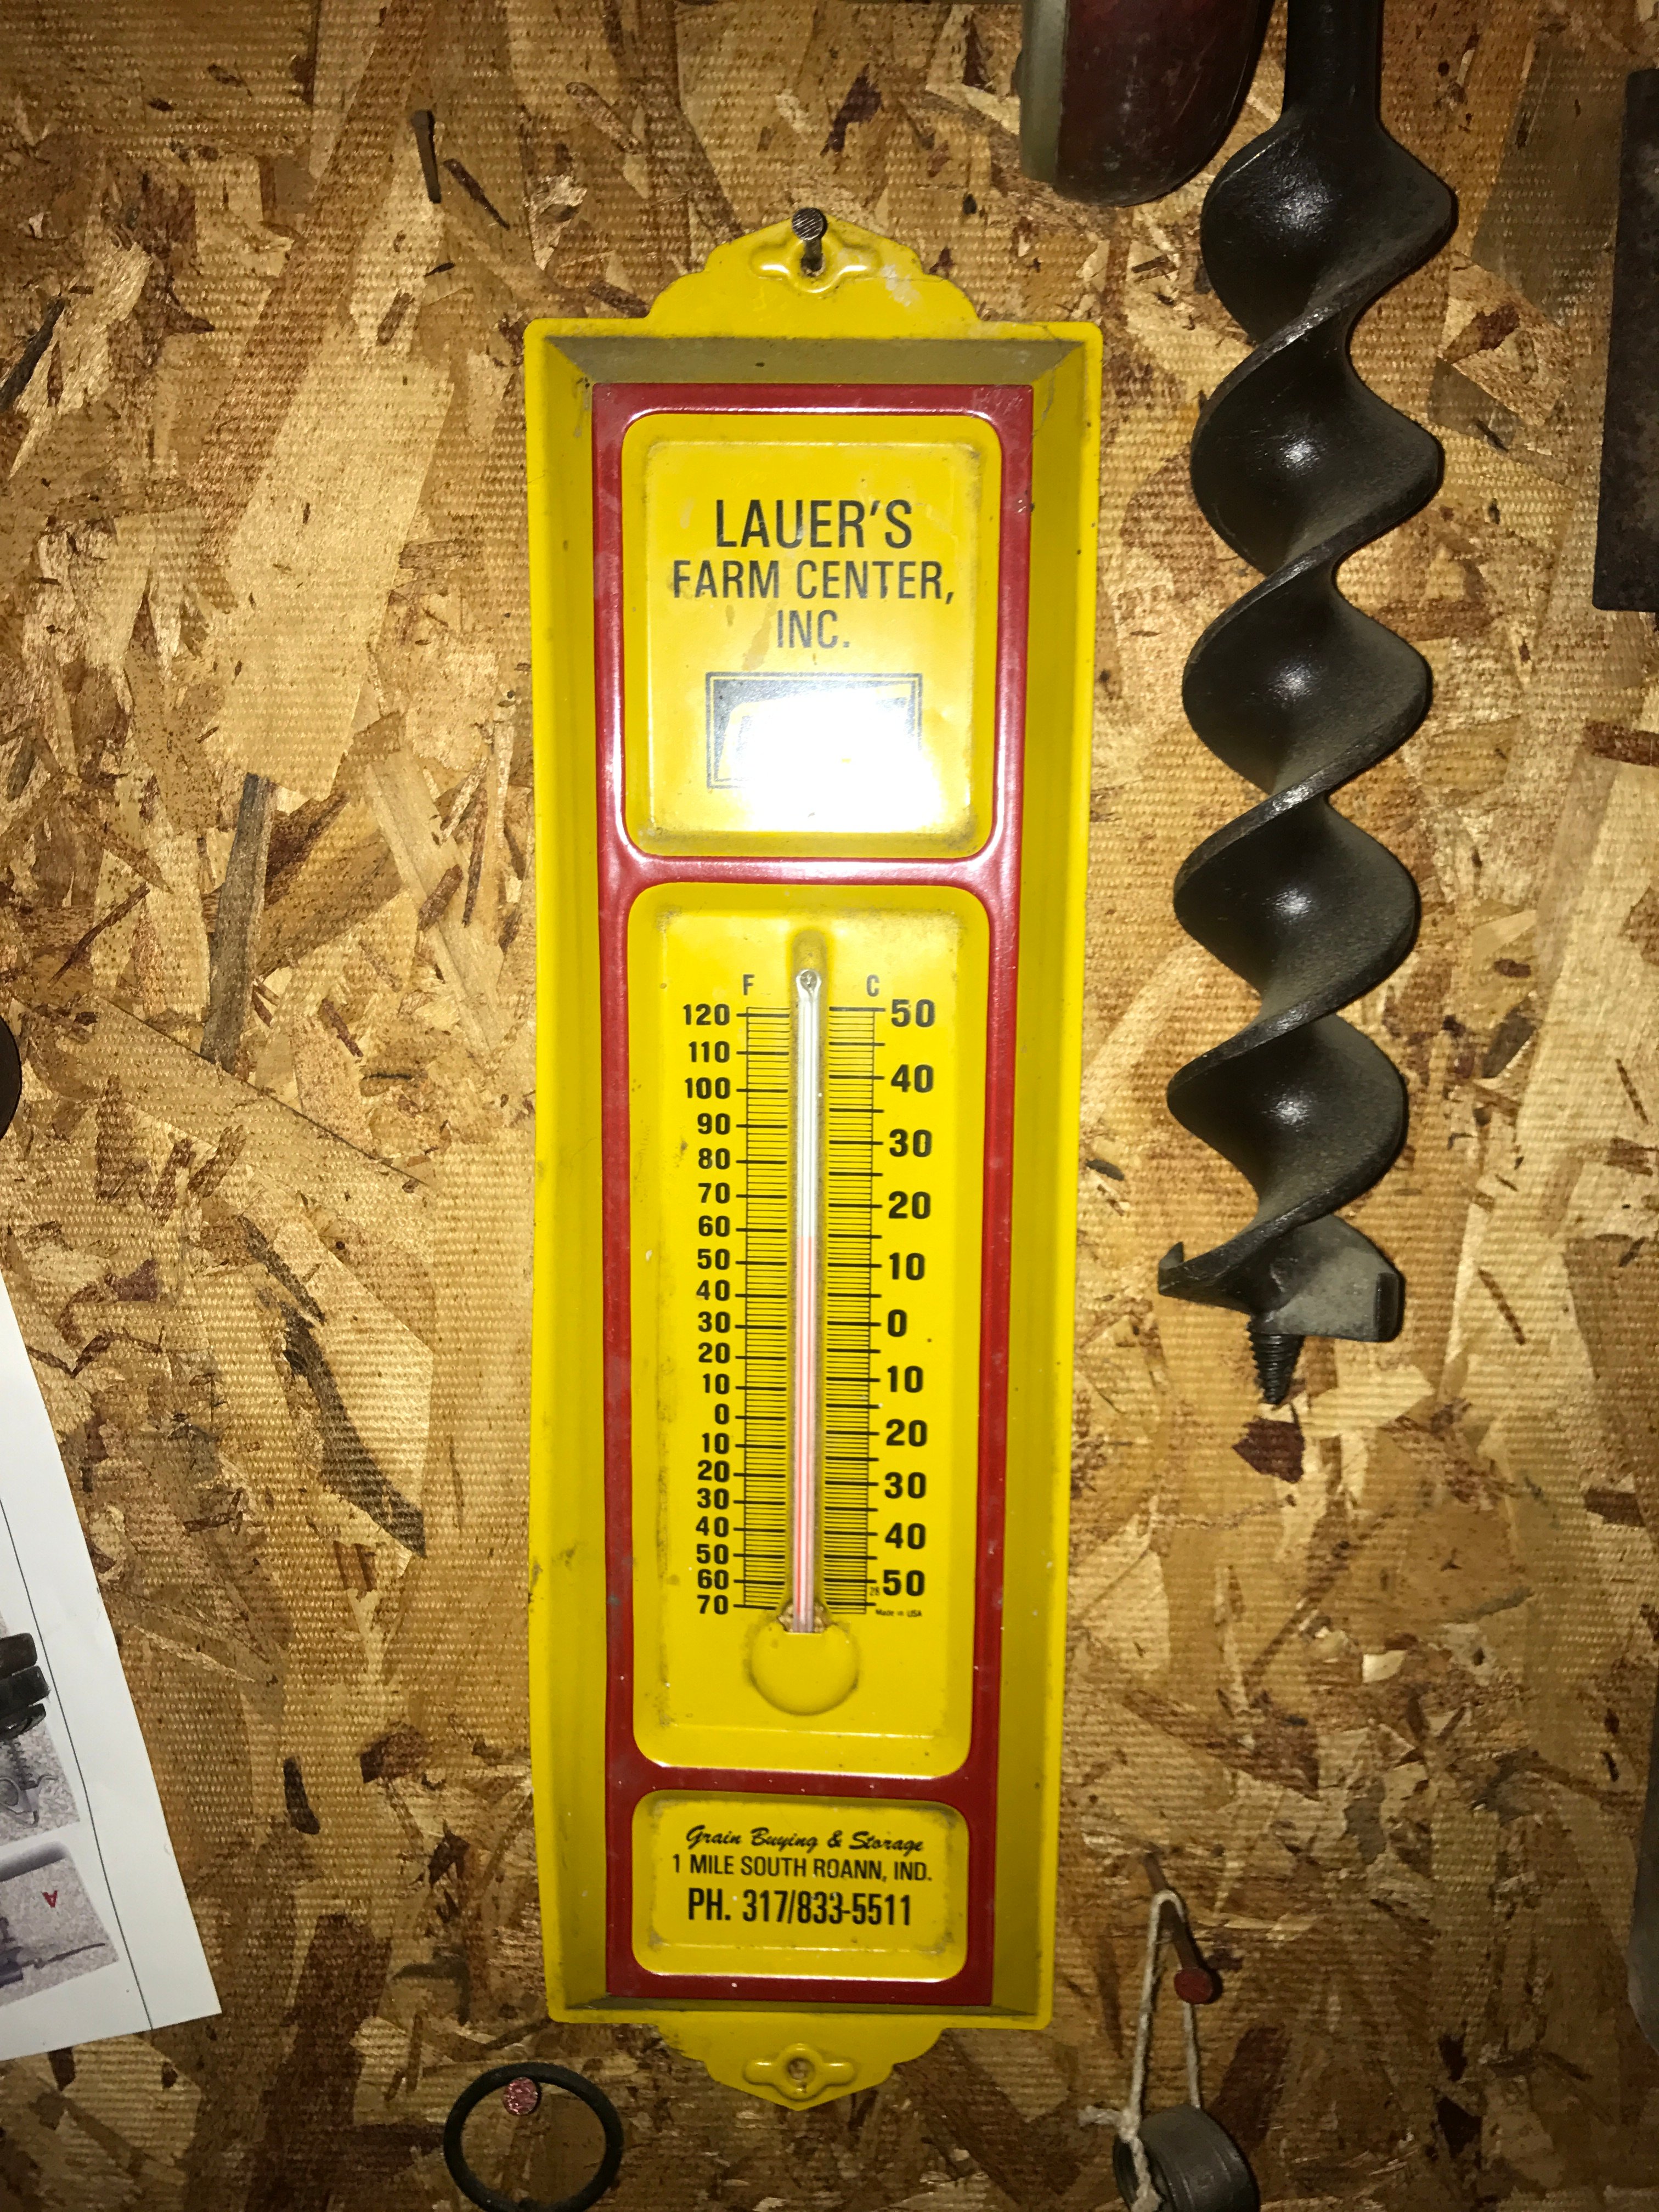 LAUER'S
FARM CENTER,
INC.
F C
120 50
110
100 40
90
80 30
70 20
60
50 10
40
30 0
20
10 10
0
10 20
20
30 30
40 40
50
60 28 50
70 Made in USA
Grain Buying & Storage
1 MILE SOUTH ROANN, IND.
PH. 317/833-5511
A